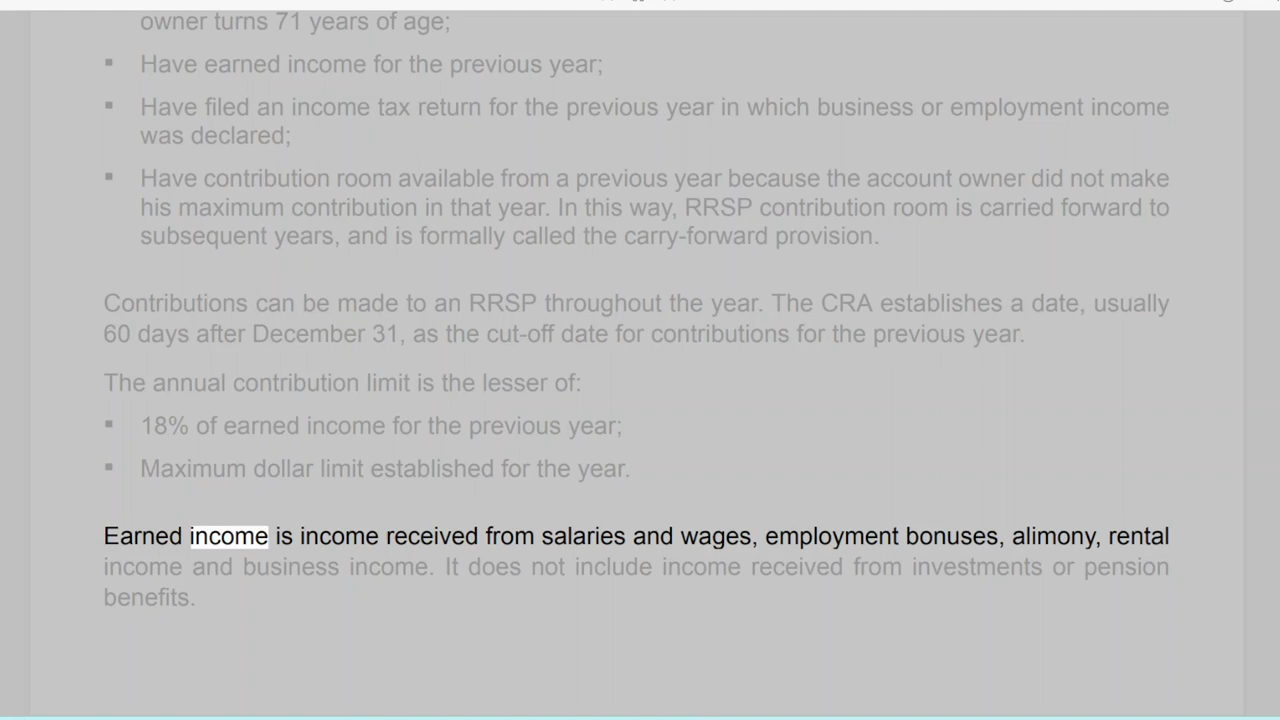 owner turns 71 years of age;
▪ Have earned income for the previous year;
▪ Have filed an income tax return for the previous year in which business or employment income
was declared;
▪ Have contribution room available from a previous year because the account owner did not make
his maximum contribution in that year. In this way, RRSP contribution room is carried forward to
subsequent years, and is formally called the carry-forward provision.
Contributions can be made to an RRSP throughout the year. The CRA establishes a date, usually
60 days after December 31, as the cut-off date for contributions for the previous year.
The annual contribution limit is the lesser of:
▪ 18% of earned income for the previous year;
▪ Maximum dollar limit established for the year.
Earned income is income received from salaries and wages, employment bonuses, alimony, rental
income and business income. It does not include income received from investments or pension
benefits.